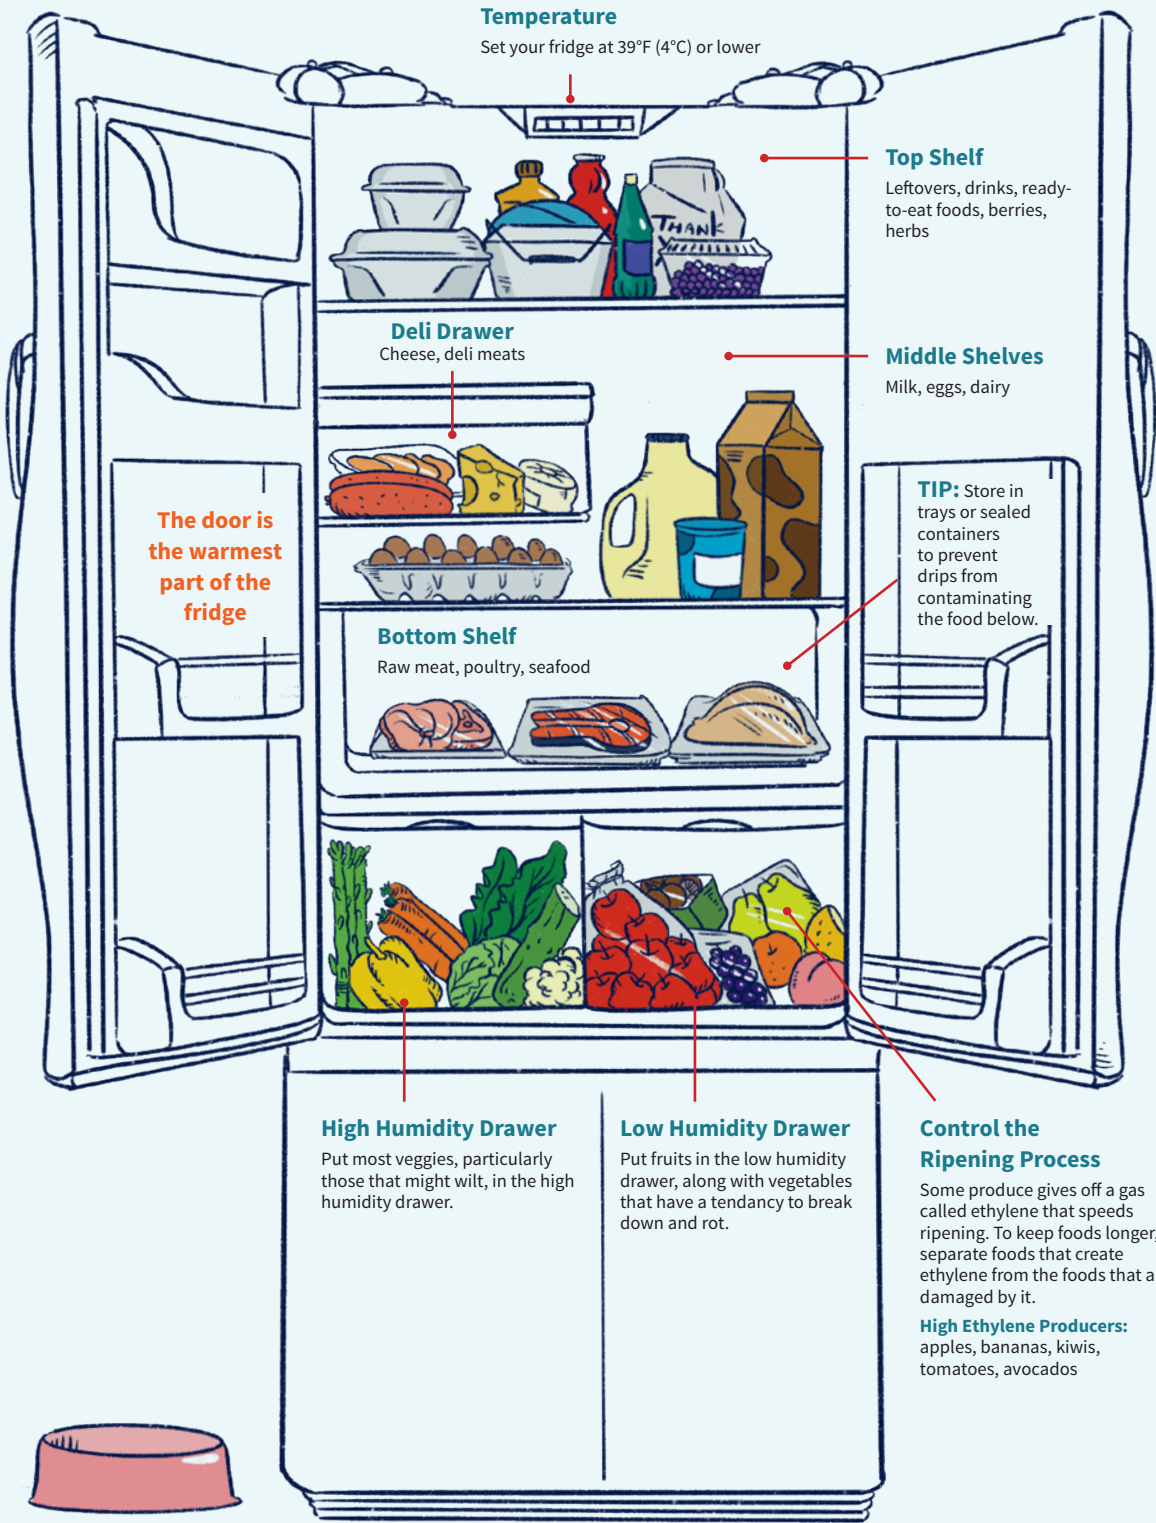 Temperature
Set your fridge at 39°F (4°C) or lower
Top Shelf
Leftovers, drinks, ready-
to-eat foods, berries,
herbs
THANK
Deli Drawer
Cheese, deli meats
Middle Shelves
Milk, eggs, dairy
The door is
the warmest
part of the
fridge
TIP: Store in
trays or sealed
containers
to prevent
drips from
contaminating
the food below.
Bottom Shelf
Raw meat, poultry, seafood
High Humidity Drawer
Put most veggies, particularly
those that might wilt, in the high
humidity drawer.
Low Humidity Drawer
Put fruits in the low humidity
drawer, along with vegetables
that have a tendancy to break
down and rot.
Control the
Ripening Process
Some produce gives off a gas
called ethylene that speeds
ripening. To keep foods longer,
separate foods that create
ethylene from the foods that a
damaged by it.
High Ethylene Producers:
apples, bananas, kiwis,
tomatoes, avocados